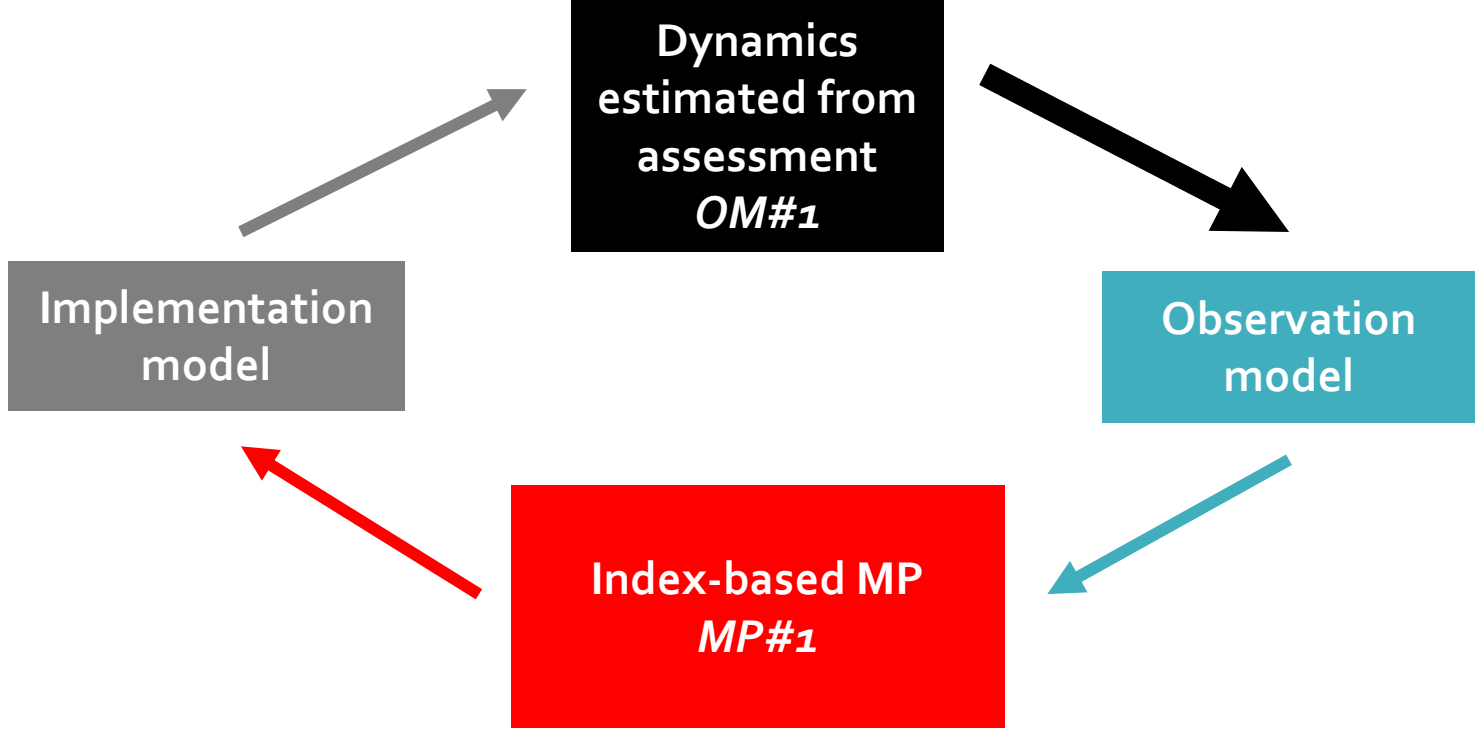 Dynamics
estimated from
assessment
OM#1
Implementation
model
Observation
model
Index-based MP
MP#1